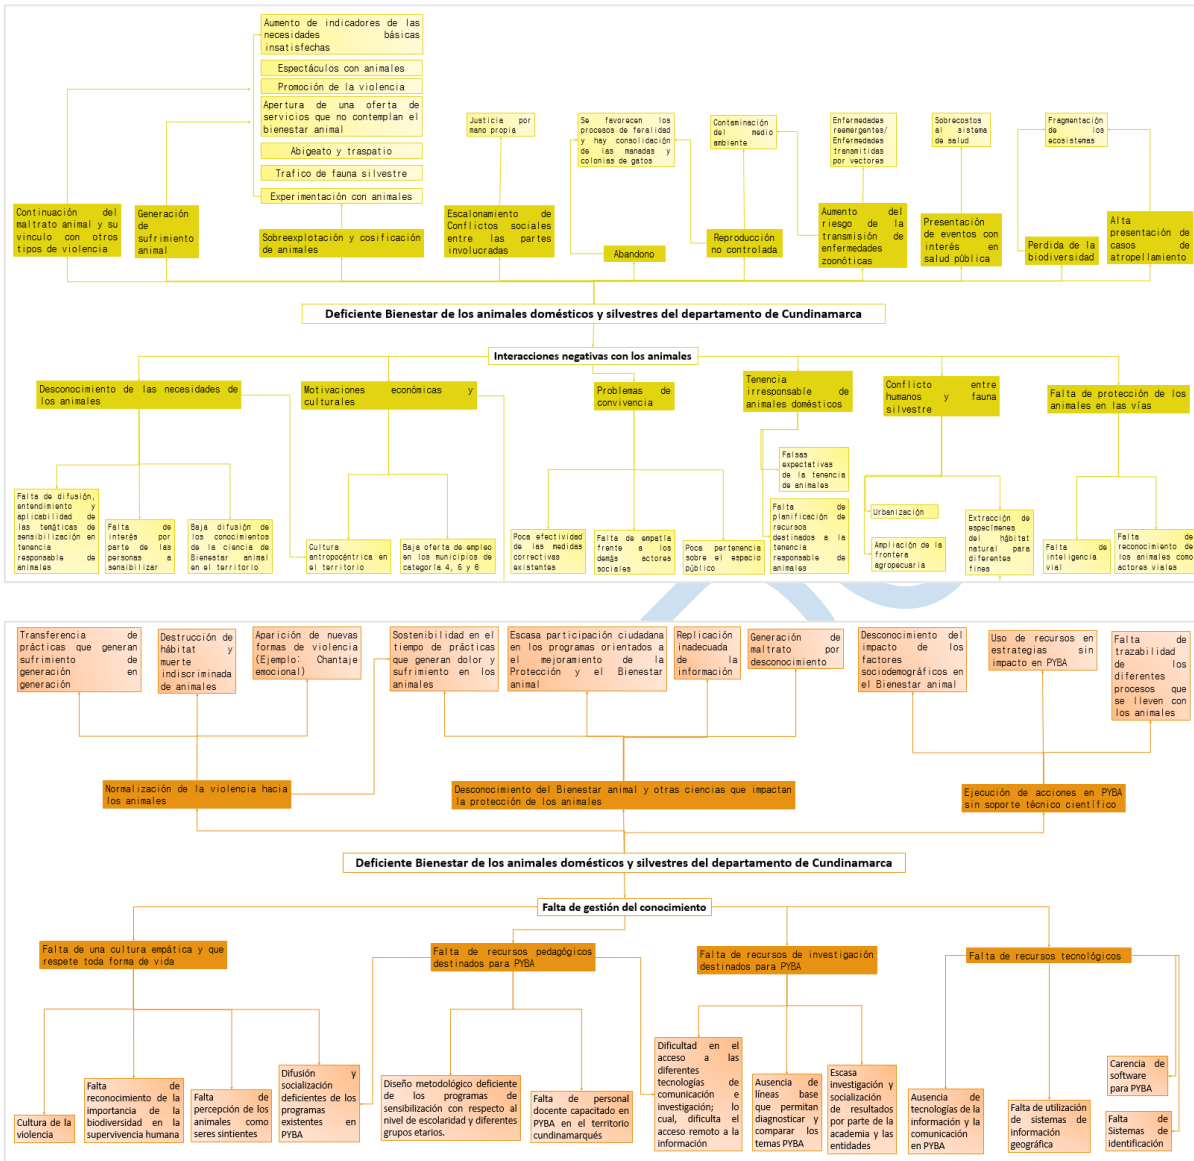 Aumento de indicadores de las
necesidades básicas
insatisfechas
Espectáculos con animales
Promoción de la violencia
Apertura de una oferta de
servicios que no contemplan el
bienestar animal
Abigeato y traspatio
Trafico de fauna silvestre
Experimentación con animales
Justicia por
mano propia
Se favorecen los
procesos de feralidad
y hay consolidación
de las manadas y
colonias de gatos
Contaminación
del medio
ambiente
Enfermedades
reemergentes/
Enfermedades
transmitidas
por vectores
Sobrecostos
al sistema
de salud
Fragmentación
de los
ecosistemas
Continuación del
maltrato animal y su
vinculo con otros
tipos de violencia
Generación
de
sufrimiento
animal
Sobreexplotación y cosificación
de animales
Escalonamiento de
Conflictos sociales
entre las partes
involucradas
Abandono
Reproducción
no controlada
Aumento del
riesgo de la
transmisión de
enfermedades
zoonóticas
Presentación
de eventos con
interés en
salud pública
Perdida de la
biodiversidad
Alta
presentación
de casos de
atropellamiento
Deficiente Bienestar de los animales domésticos y silvestres del departamento de Cundinamarca
Interacciones negativas con los animales
Desconocimiento de las necesidades de
los animales
Motivaciones económicas y
culturales
Problemas de
convivencia
Tenencia
irresponsable de
animales domésticos
Conflicto entre
humanos y fauna
silvestre
Falta de protección de los
animales en las vías
Falta de difusión,
entendimiento y
aplicabilidad de
las temáticas de
sensibilización en
tenencia
responsable de
animales
Falta de
interés por
parte de las
personas a
sensibilizar
Baja difusión de
los conocimientos
de la ciencia de
Bienestar animal
en el territorio
Cultura
antropocéntrica en
el territorio
Baja oferta de empleo
en los municipios de
categoría 4, 6 y 6
Poca efectividad
de las medidas
correctivas
existentes
Falta de empatía
frente a los
demás actores
sociales
Poca pertenencia
sobre el espacio
público
Falsas
expectativas
de la tenencia
de animales
Falta de
planificación de
recursos
destinados a la
tenencia
responsable de
animales
Urbanización
Ampliación de la
frontera
agropecuaria
Extracción de
especímenes
del hábitat
natural para
diferentes
fines
Falta de
inteligencia
vial
Falta de
reconocimiento de
los animales como
actores viales
Transferencia de
prácticas que generan
sufrimiento de
generación en
generación
Destrucción de
hábitat y
muerte
indiscriminada
de animales
Aparición de nuevas
formas de violencia
(Ejemplo: Chantaje
emocional)
Sostenibilidad en el
tiempo de prácticas
que generan dolor y
sufrimiento en los
animales
Escasa participación ciudadana
en los programas orientados a
el mejoramiento de la
Protección y el Bienestar
animal
Replicación
inadecuada
de la
información
Generación de
maltrato por
desconocimiento
Desconocimiento del
impacto de los
factores
sociodemográficos en
el Bienestar animal
Uso de recursos en
estrategias sin
impacto en PYBA
Falta de
trazabilidad
de los
diferentes
procesos que
se lleven con
los animales
Normalización de la violencia hacia
los animales
Desconocimiento del Bienestar animal y otras ciencias que impactan
la protección de los animales
Ejecución de acciones en PYBA
sin soporte técnico científico
Deficiente Bienestar de los animales domésticos y silvestres del departamento de Cundinamarca
Falta de gestión del conocimiento
Falta de una cultura empática y que
respete toda forma de vida
Falta de recursos pedagógicos
destinados para PYBA
Falta de recursos de investigación
destinados para PYBA
Falta de recursos tecnológicos
Cultura de la
violencia
Falta de
reconocimiento de la
importancia de la
biodiversidad en la
supervivencia humana
Falta de
percepción de los
animales como
seres sintientes
Difusión y
socialización
deficientes de los
programas
existentes en
PYBA
Diseño metodológico deficiente
de los programas de
sensibilización con respecto al
nivel de escolaridad y diferentes
grupos etarios.
Falta de personal
docente capacitado en
PYBA en el territorio
cundinamarqués
Dificultad en el
acceso a las
diferentes
tecnologías de
comunicación e
investigación; lo
cual, dificulta el
acceso remoto a la
información
Ausencia de
líneas base
que permitan
diagnosticar y
comparar los
temas PYBA
Escasa
investigación y
socialización
de resultados
por parte de la
academia y las
entidades
Ausencia de
tecnologías de la
información y la
comunicación en
PYBA
Falta de utilización
de sistemas de
información
geográfica
Carencia de
software
para PYBA
Falta de
Sistemas de
identificación